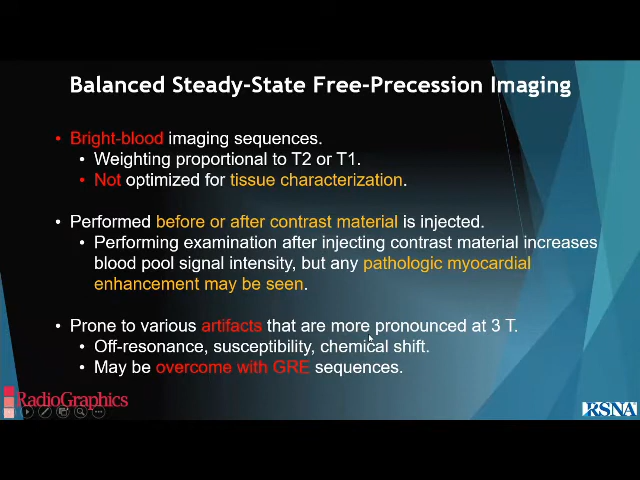 Balanced Steady-State Free-Precession Imaging
• Bright-blood imaging sequences.
• Weighting proportional to T2 or T1.
• Not optimized for tissue characterization.
• Performed before or after contrast material is injected.
• Performing examination after injecting contrast material increases
blood pool signal intensity, but any pathologic myocardial
enhancement may be seen.
• Prone to various artifacts that are more pronounced at 3 T.
• Off-resonance, susceptibility, chemical shift.
• May be overcome with GRE sequences.
RadioGraphics
RSNA